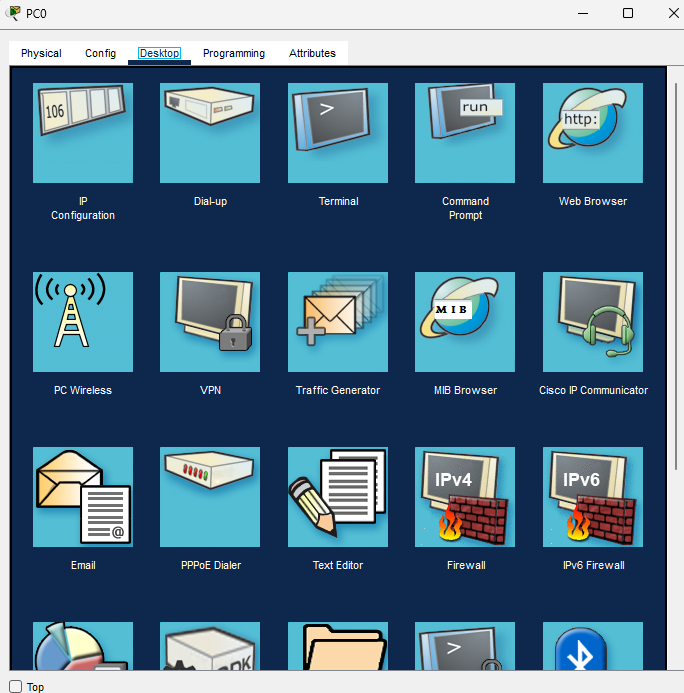 PC0
Physical Config Desktop Programming Attributes
106
>
run
http:
IP
Configuration
Dial-up
Terminal
Command
Prompt
Web Browser
MIB
PC Wireless
VPN
Traffic Generator
MIB Browser
Cisco IP Communicator
@
IPv4
IPv6
Email
PPPoE Dialer
Text Editor
Firewall
IPv6 Firewall
>
Top